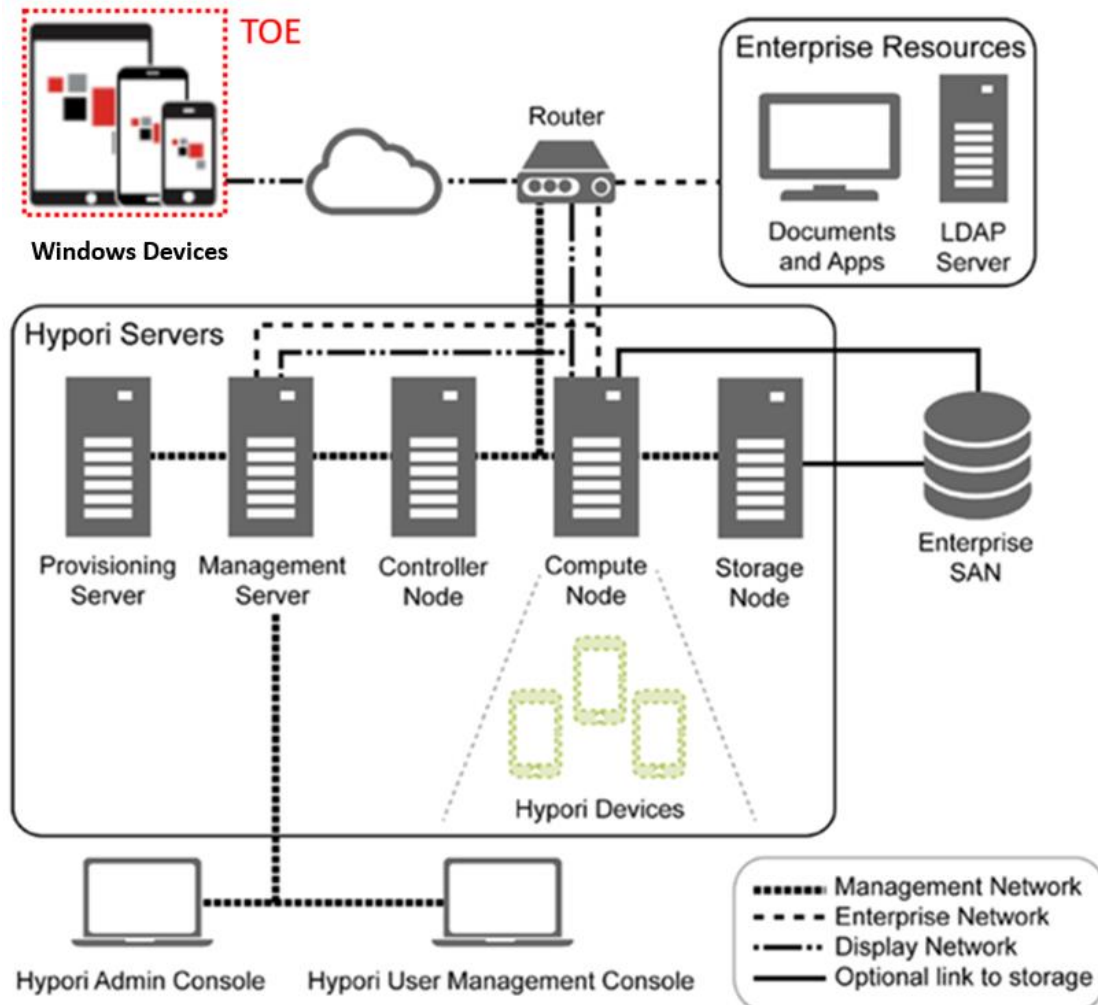 TOE
Windows Devices
Router
Enterprise Resources
Documents
and Apps
LDAP
Server
Hypori Servers
Provisioning
Server
Management
Server
Controller
Node
Compute
Node
Storage
Node
Enterprise
SAN
Hypori Devices
Hypori Admin Console
Hypori User Management Console
Management Network
Enterprise Network
Display Network
Optional link to storage